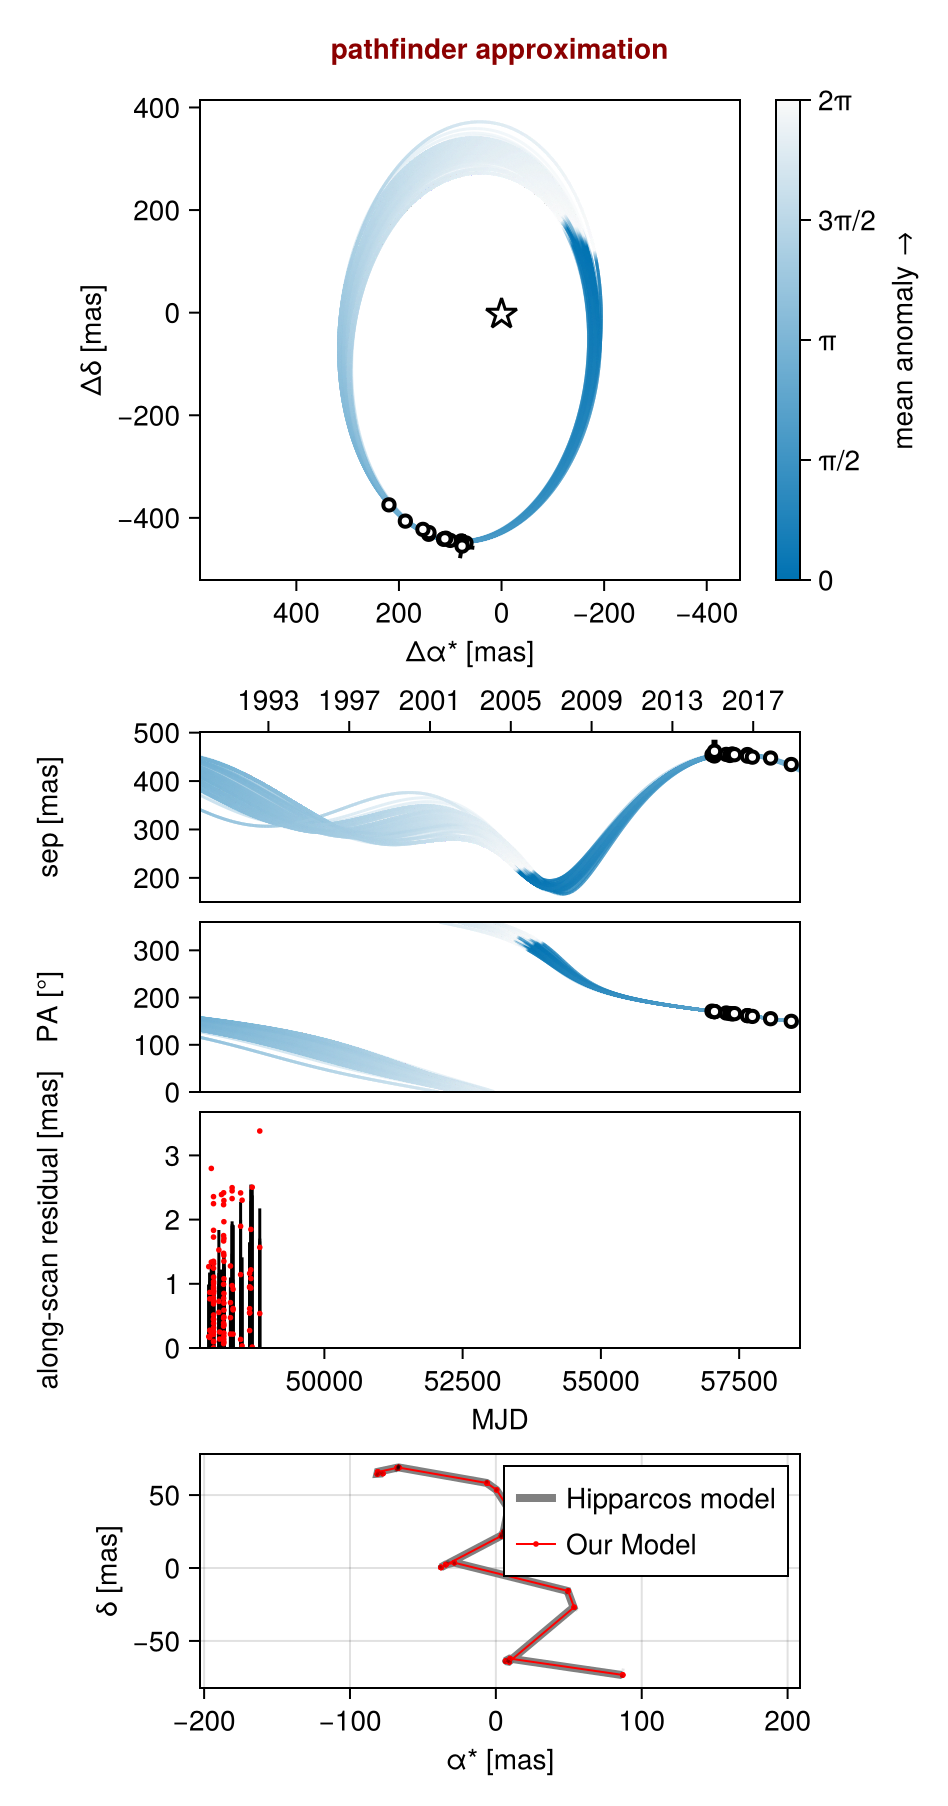 pathfinder approximation
400
200
0
−200
−400
Δδ [mas]
400 200 0 −200 −400
Δα* [mas]
2π
3π/2
π
π/2
0
mean anomaly →
1993 1997 2001 2005 2009 2013 2017
500
400
300
200
sep [mas]
300
200
100
0
PA [°]
3
2
1
0
along-scan residual [mas]
50000 52500 55000 57500
MJD
50
0
−50
δ [mas]
Hipparcos model
Our Model
−200 −100 0 100 200
α* [mas]